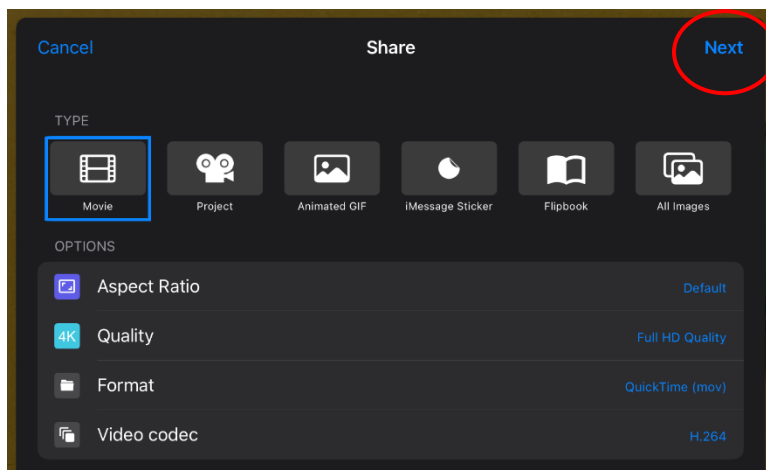 Cancel Share Next
TYPE
Movie Project Animated GIF iMessage Sticker Flipbook All Images
OPTIONS
Aspect Ratio Default
4K Quality Full HD Quality
Format QuickTime (mov)
Video codec H.264